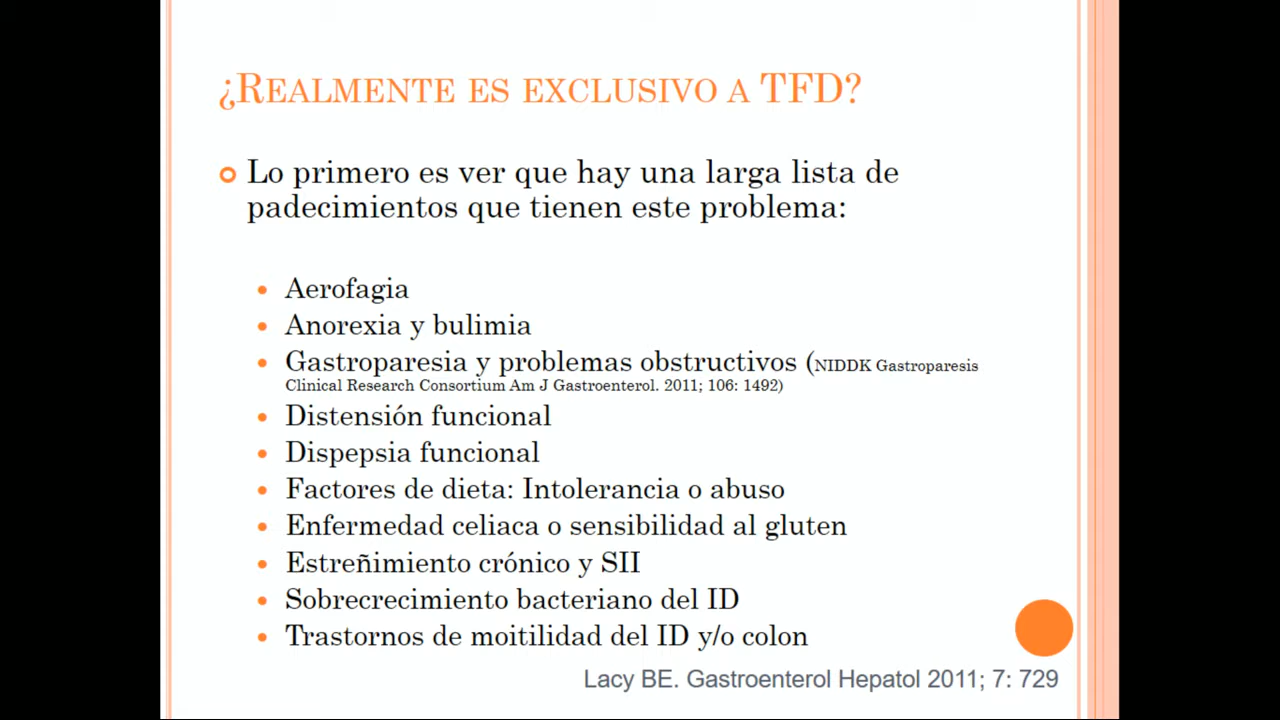 ¿REALMENTE ES EXCLUSIVO A TFD?
Lo primero es ver que hay una larga lista de
padecimientos que tienen este problema:
Aerofagia
Anorexia y bulimia
Gastroparesia y problemas obstructivos (NIDDK Gastroparesis
Clinical Research Consortium Am J Gastroenterol. 2011; 106: 1492)
Distensión funcional
Dispepsia funcional
Factores de dieta: Intolerancia o abuso
Enfermedad celiaca o sensibilidad al gluten
Estreñimiento crónico y SII
Sobrecrecimiento bacteriano del ID
Trastornos de moitilidad del ID y/o colon
Lacy BE. Gastroenterol Hepatol 2011; 7: 729